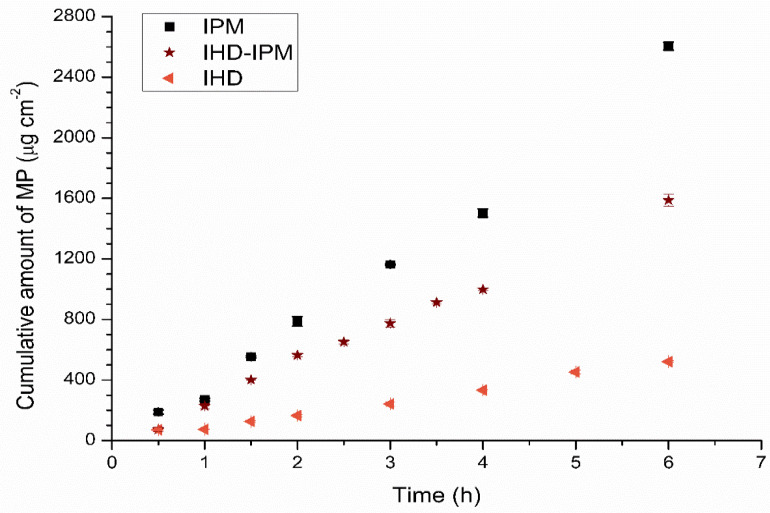 2800
2400
2000
1600
1200
800
400
0
Cumulative amount of MP (μg cm⁻²)
IPM
IHD-IPM
IHD
0 1 2 3 4 5 6 7
Time (h)